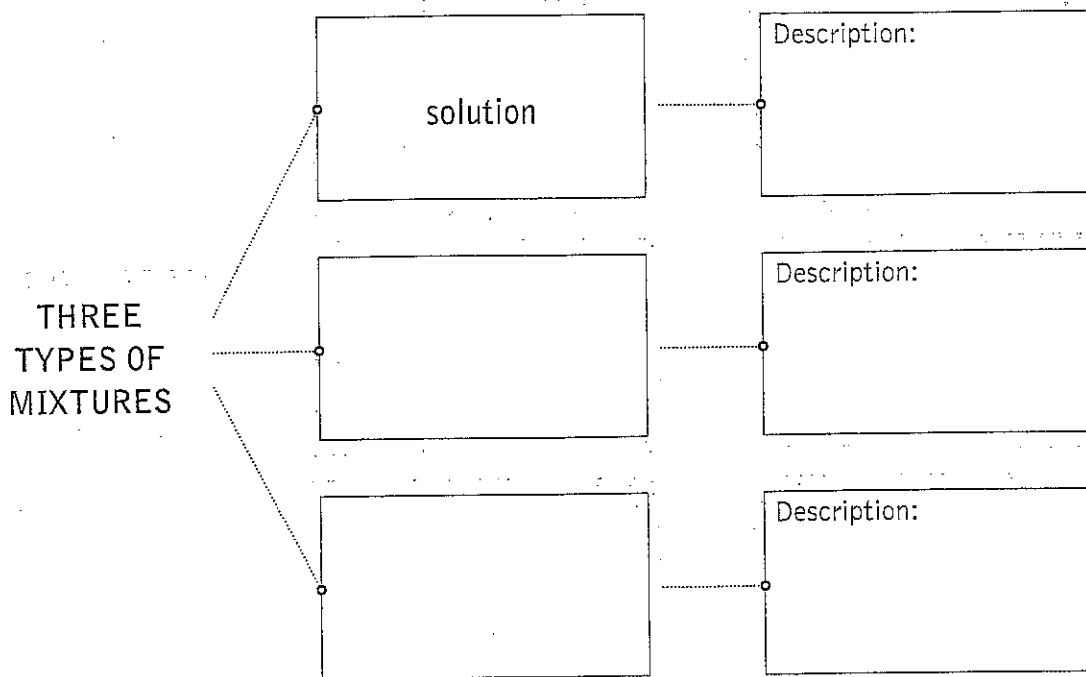 Description:
solution
Description:
THREE
TYPES OF
MIXTURES
Description: